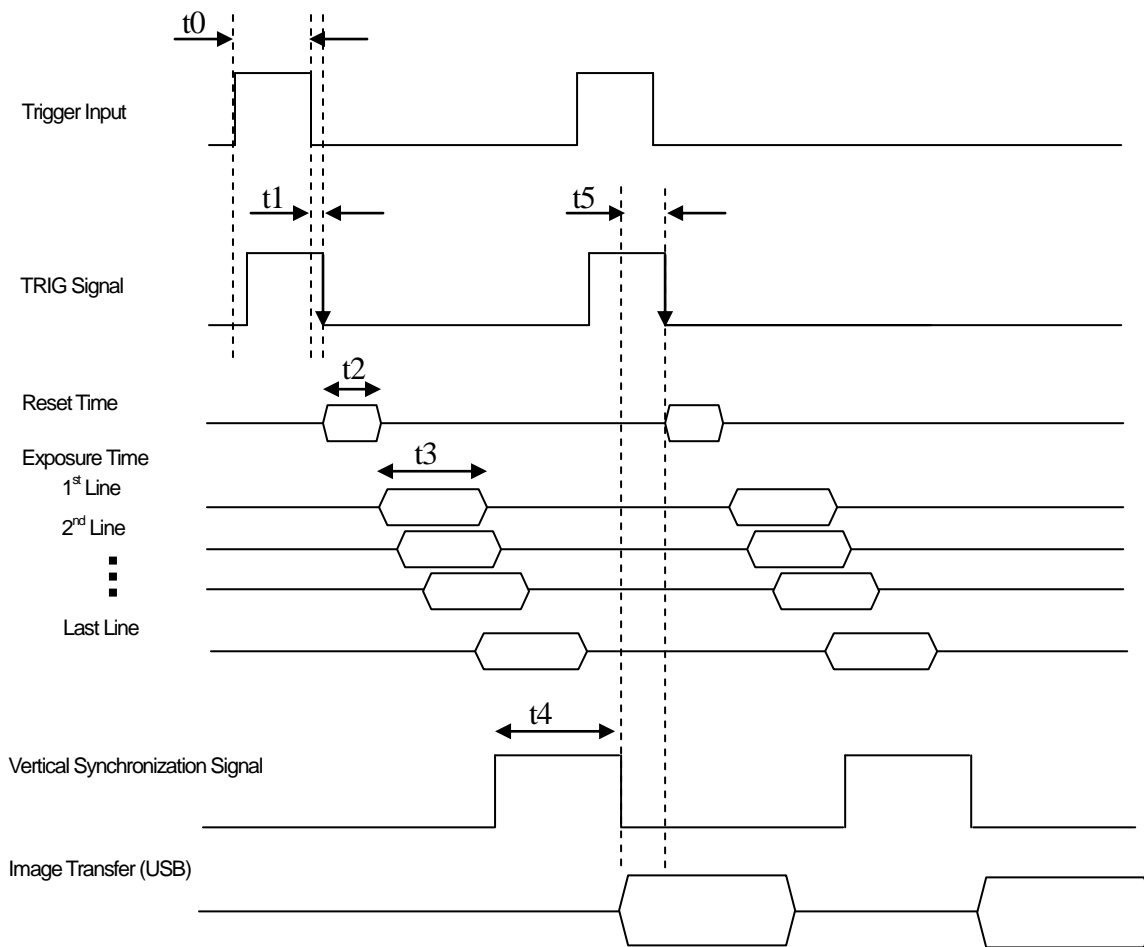 t0
Trigger Input
t1
t5
TRIG Signal
t2
Reset Time
Exposure Time
t3
1st Line
2nd Line
Last Line
t4
Vertical Synchronization Signal
Image Transfer (USB)